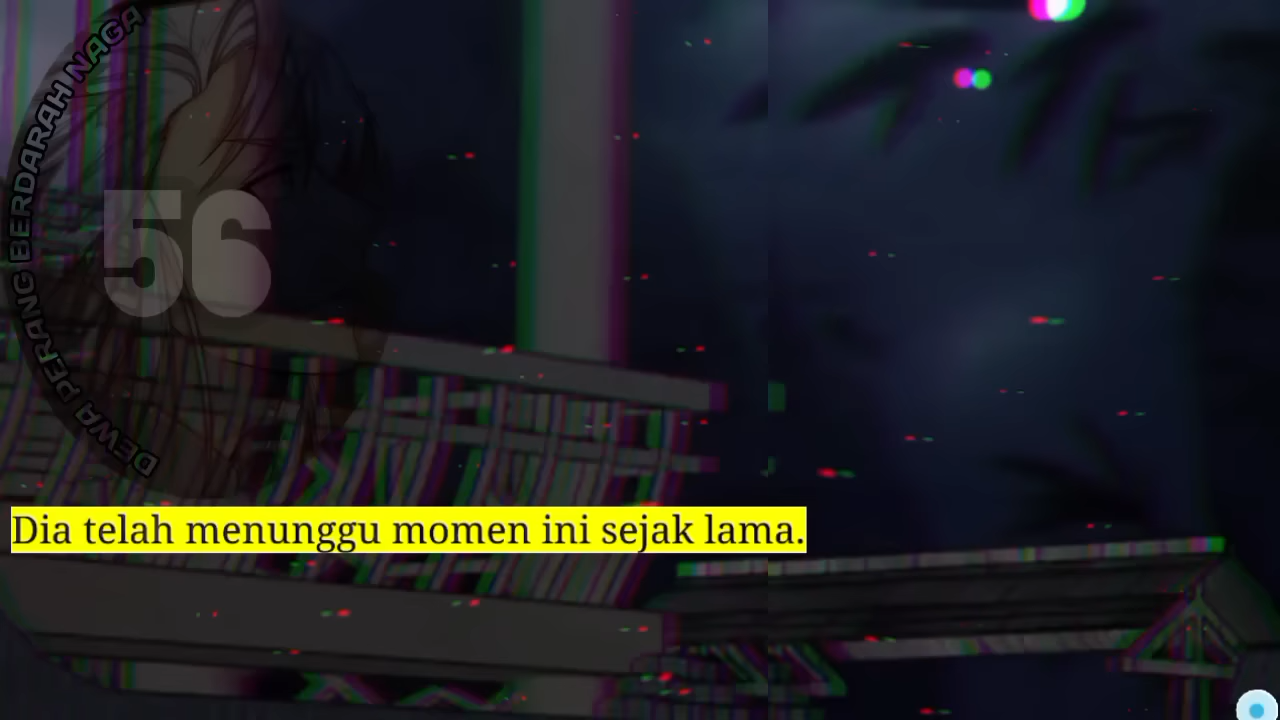 DEWA PERANG BERDARAH NAGA
56
Dia telah menunggu momen ini sejak lama.